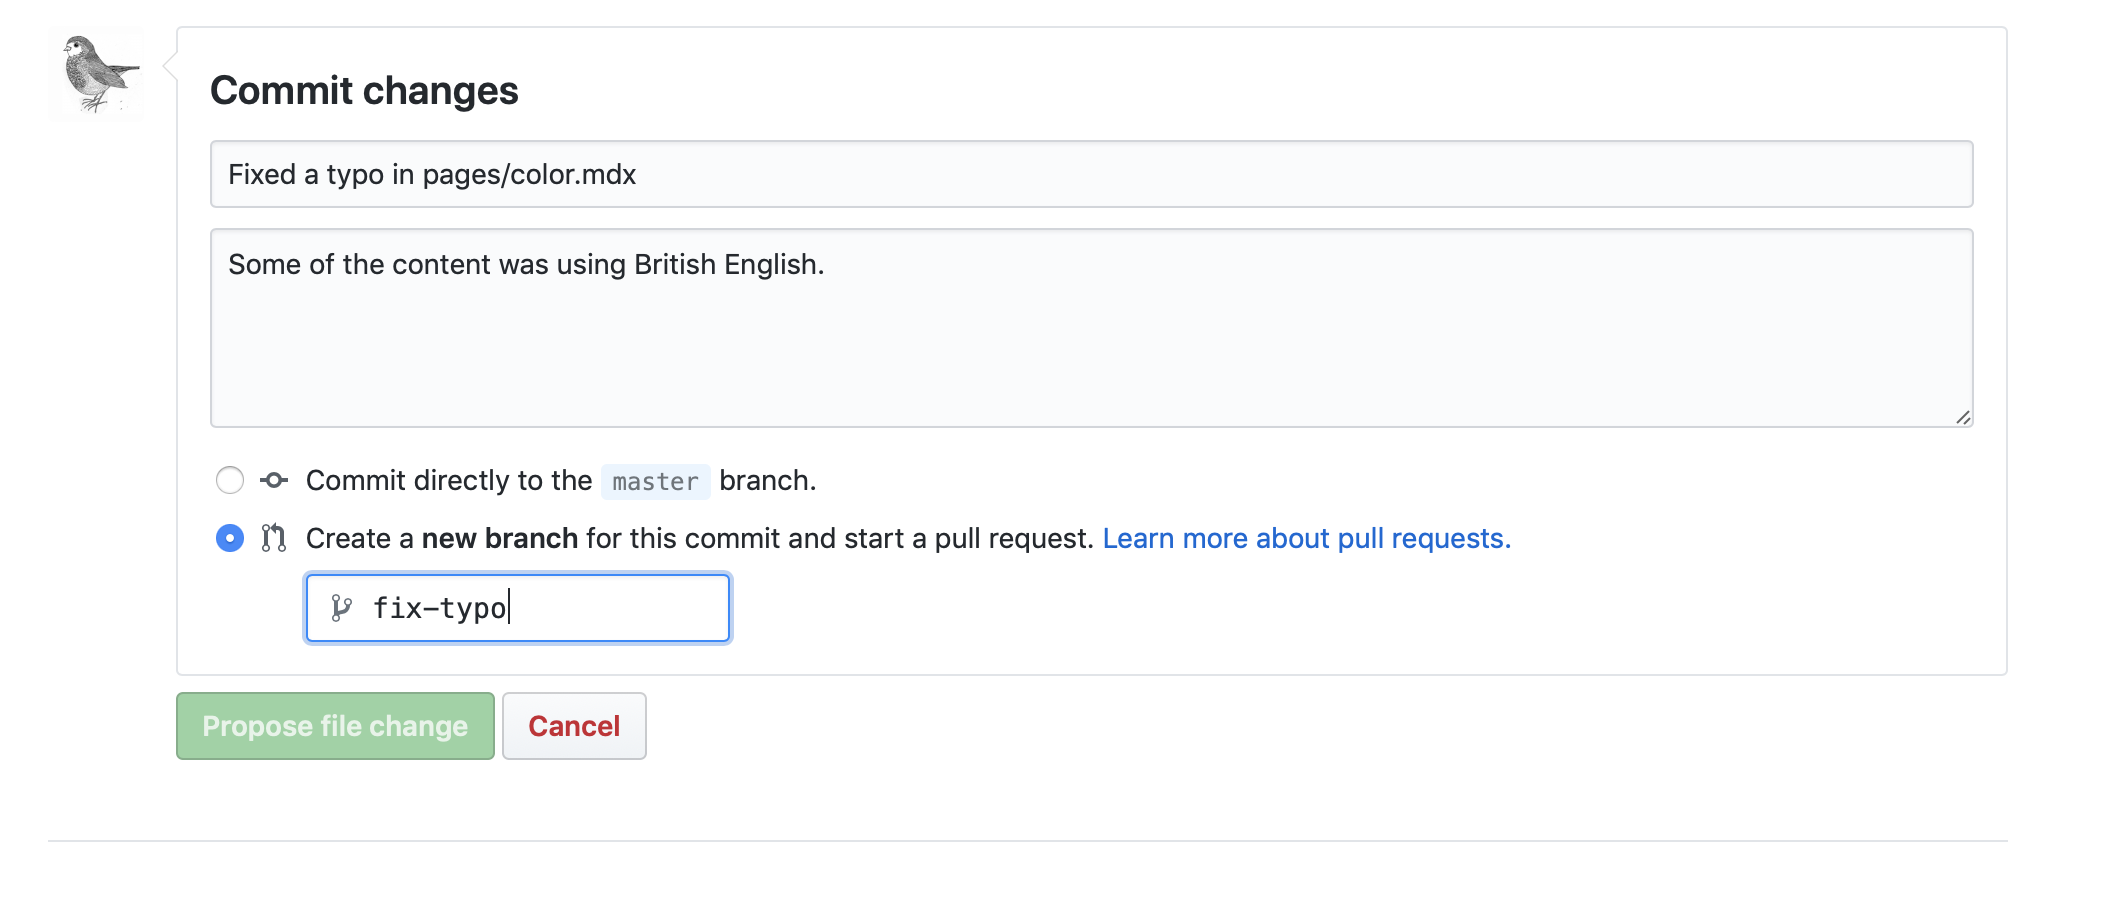 Commit changes
Fixed a typo in pages/color.mdx
Some of the content was using British English.
Commit directly to the master branch.
Create a new branch for this commit and start a pull request. Learn more about pull requests.
fix-typo
Propose file change Cancel